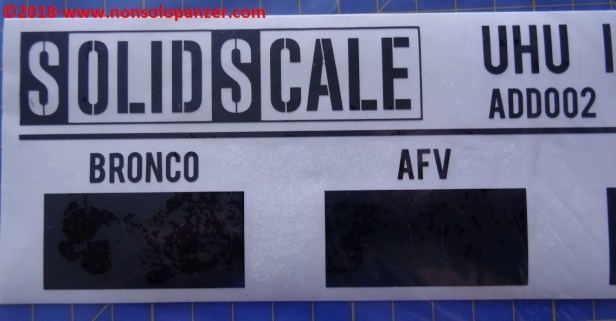 ©2018-www.nonsolopanzer.com
SOLIDSCALE
UHU I
ADD002
BRONCO
AFV